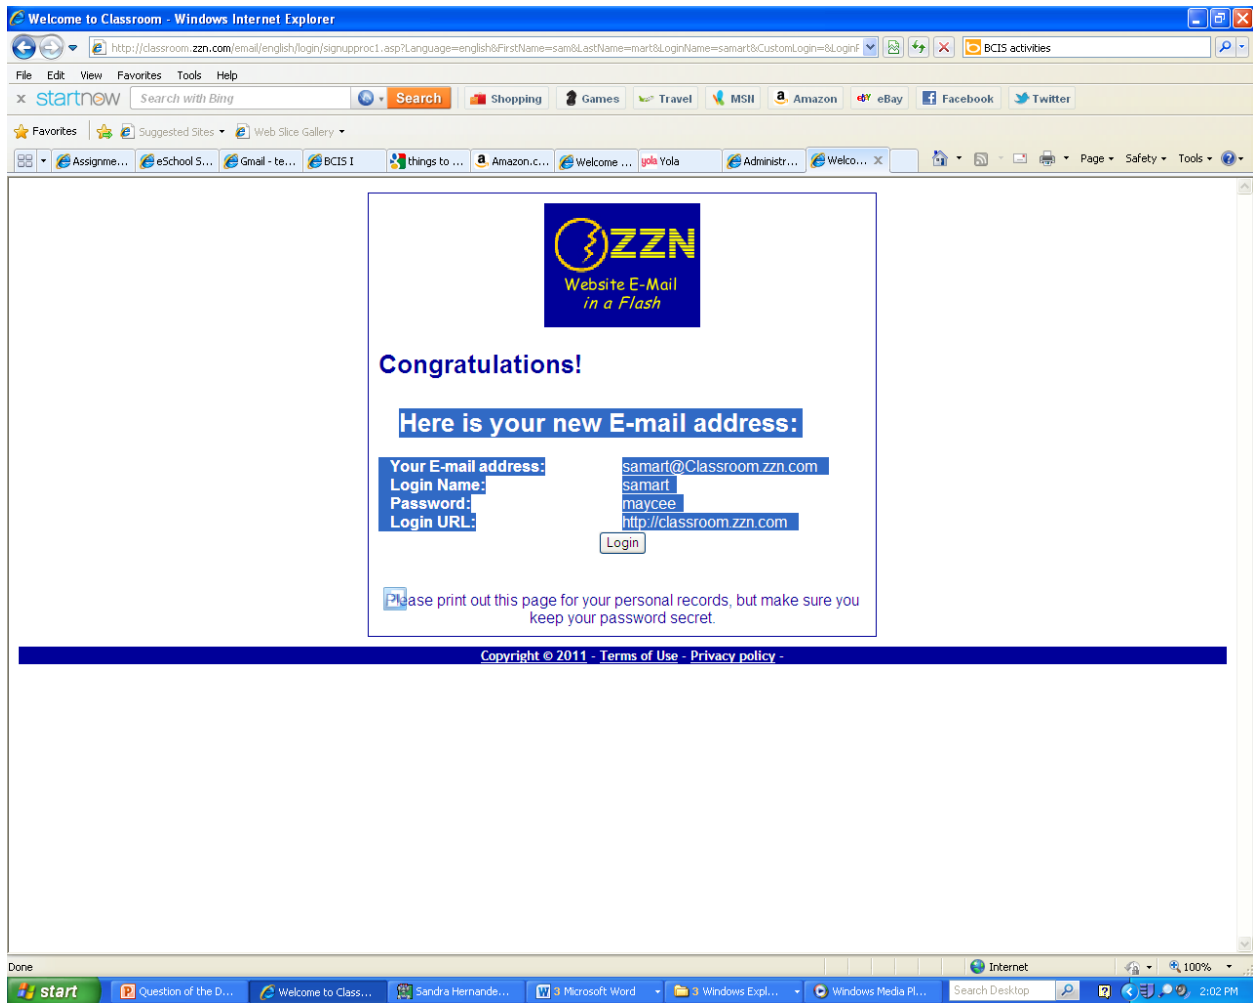 Welcome to Classroom - Windows Internet Explorer
http://classroom.zzn.com/email/english/login/signupproc1.asp?Language=english&FirstName=sam&LastName=mart&LoginName=samart&CustomLogin=&LoginF
BCIS activities
File Edit View Favorites Tools Help
x startnow Search with Bing Search Shopping Games Travel MSN Amazon eBay Facebook Twitter
Favorites Suggested Sites Web Slice Gallery
Assignme... eSchool S... Gmail - te... BCIS I things to ... Amazon.c... Welcome ... yola Yola Administr... Welco... X Page Safety Tools
ZZN
Website E-Mail
in a Flash
Congratulations!
Here is your new E-mail address:
Your E-mail address: samart@Classroom.zzn.com
Login Name: samart
Password: maycee
Login URL: http://classroom.zzn.com
Login
Please print out this page for your personal records, but make sure you
keep your password secret.
Copyright © 2011 - Terms of Use - Privacy policy -
Done Internet 100%
start Question of the D... Welcome to Class... Sandra Hernande... 3 Microsoft Word 3 Windows Expl... Windows Media Pl... Search Desktop 2:02 PM